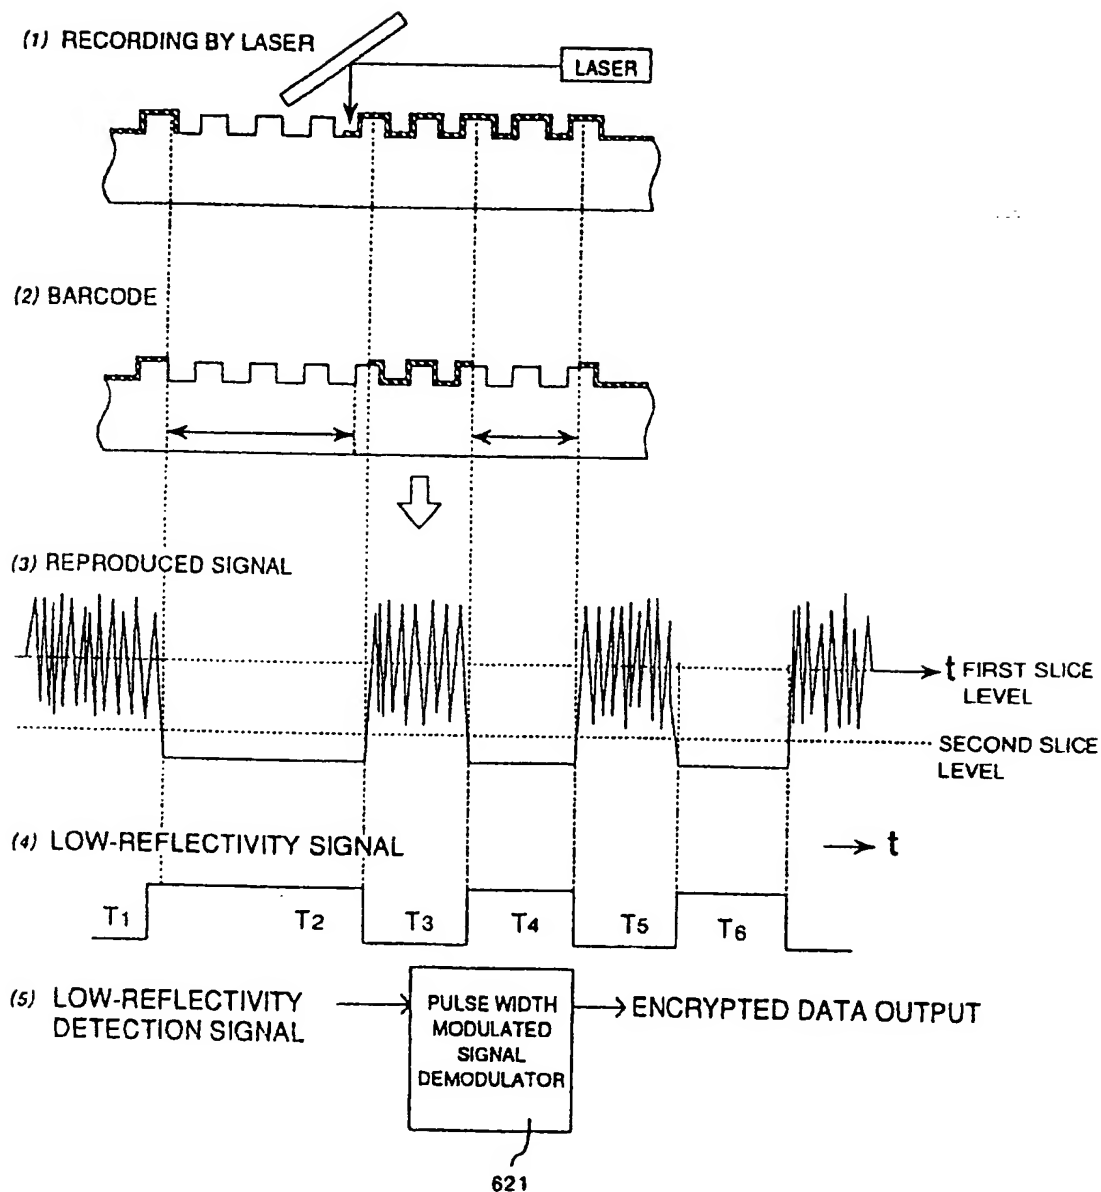 (1) RECORDING BY LASER
LASER
(2) BARCODE
(3) REPRODUCED SIGNAL
t FIRST SLICE
LEVEL
SECOND SLICE
LEVEL
(4) LOW-REFLECTIVITY SIGNAL
t
T1 T2 T3 T4 T5 T6
(5) LOW-REFLECTIVITY
DETECTION SIGNAL
PULSE WIDTH
MODULATED
SIGNAL
DEMODULATOR
ENCRYPTED DATA OUTPUT
621